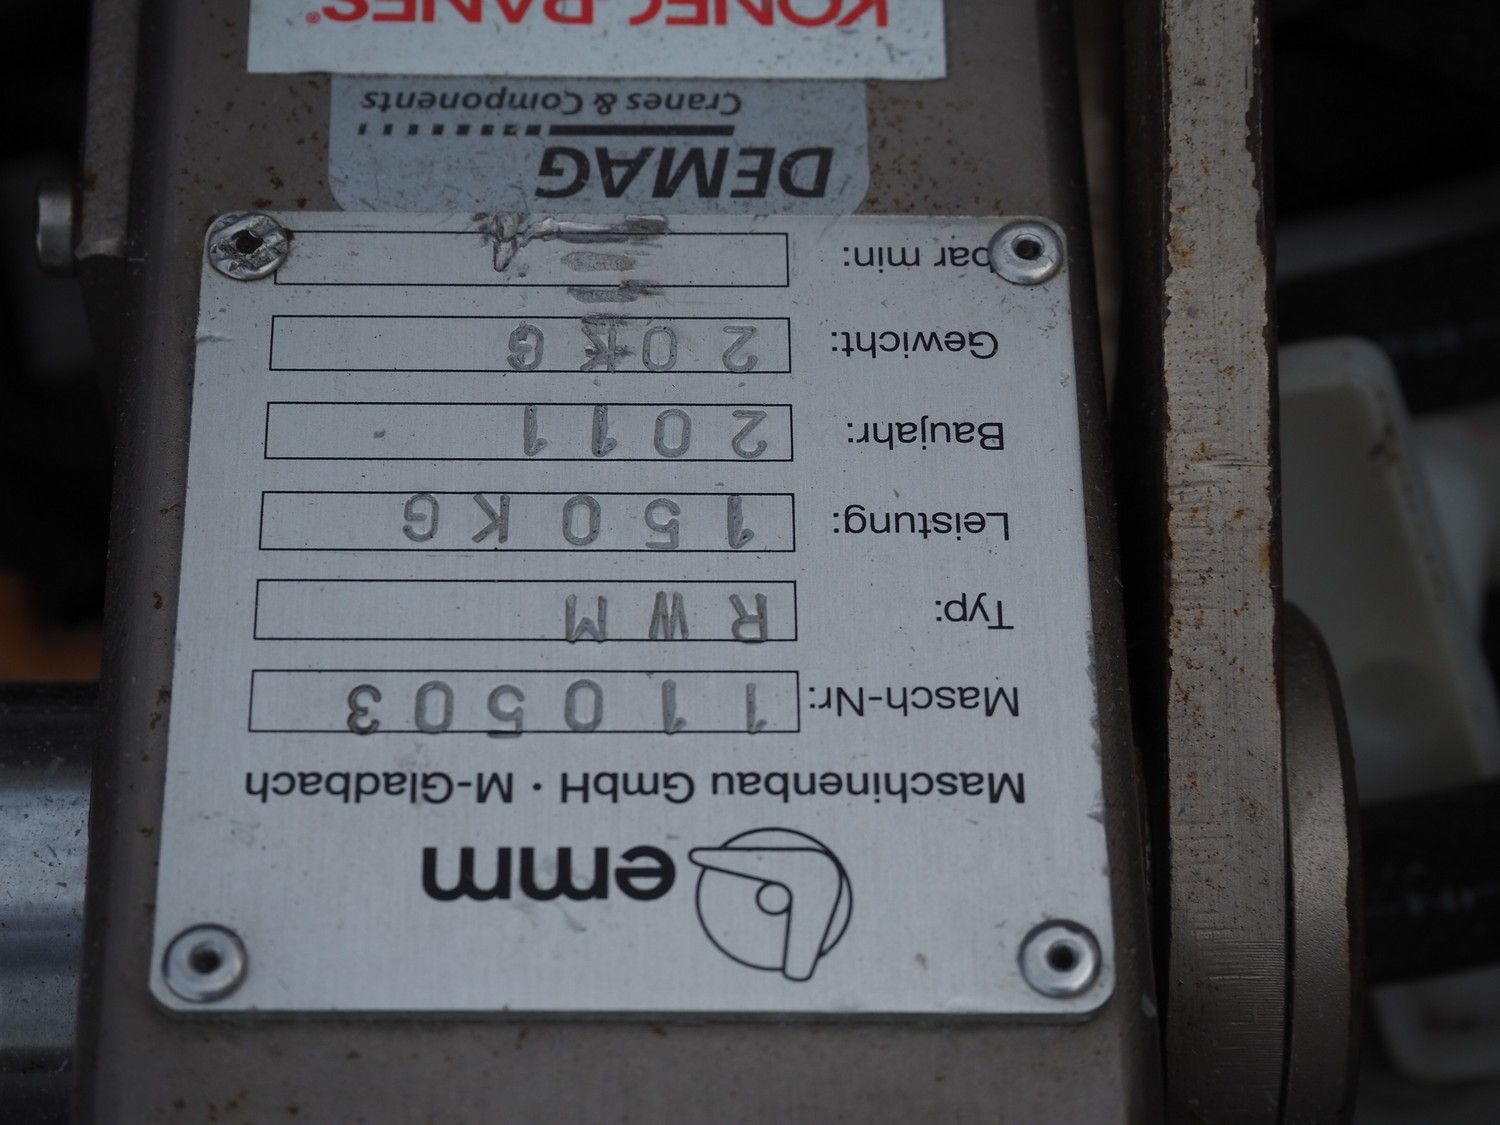 emm
Maschinenbau GmbH · M-Gladbach
Masch-Nr: 110503
Typ: RWM
Leistung: 150KG
Baujahr: 2011
Gewicht: 20KG
bar min:
DEMAG
Cranes & Components
KONECRANES®